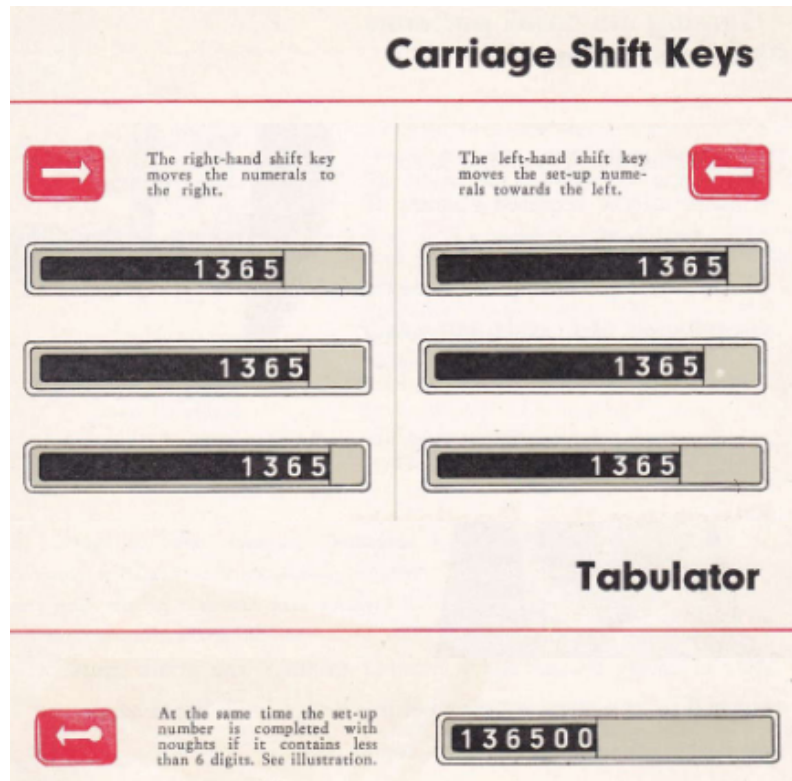 Carriage Shift Keys
The right-hand shift key
moves the numerals to
the right.
1365
1365
1365
The left-hand shift key
moves the set-up nume-
rals towards the left.
1365
1365
1365
Tabulator
At the same time the set-up
number is completed with
noughts if it contains less
than 6 digits. See illustration.
136500